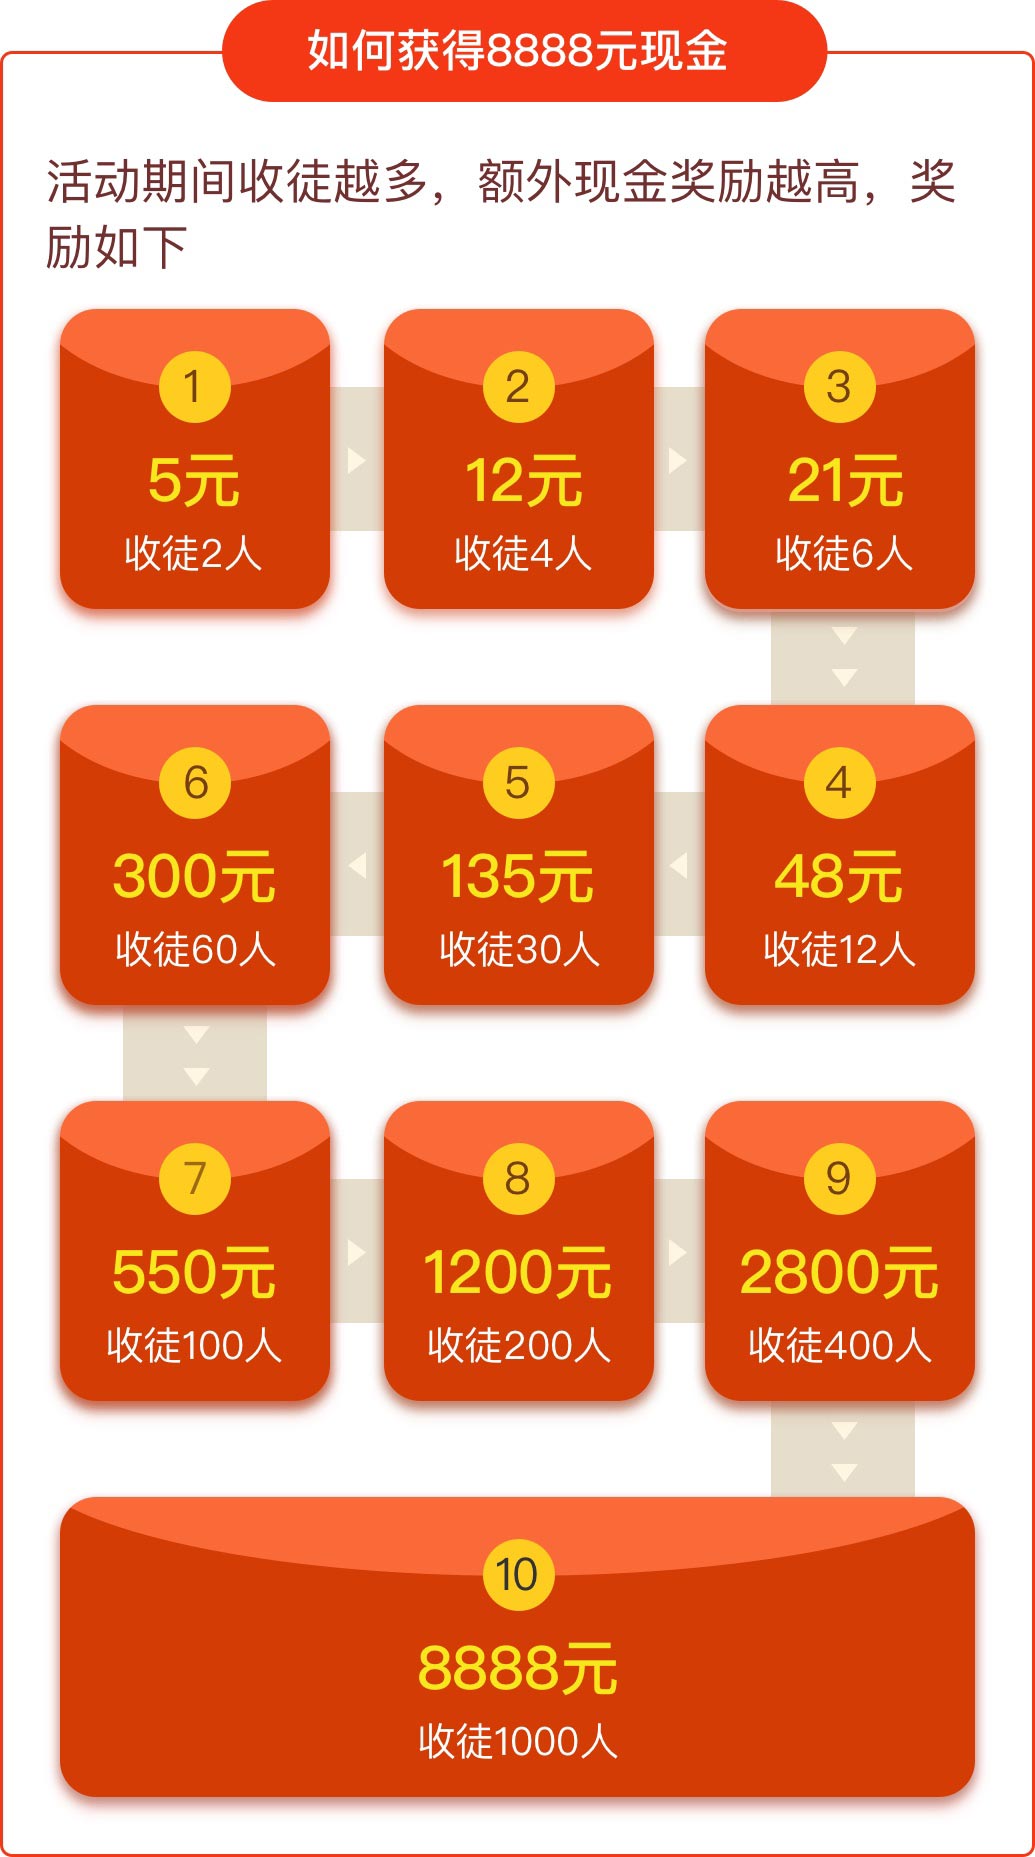 如何获得8888元现金
活动期间收徒越多，额外现金奖励越高，奖
励如下
1
5元
收徒2人
2
12元
收徒4人
3
21元
收徒6人
4
48元
收徒12人
5
135元
收徒30人
6
300元
收徒60人
7
550元
收徒100人
8
1200元
收徒200人
9
2800元
收徒400人
10
8888元
收徒1000人